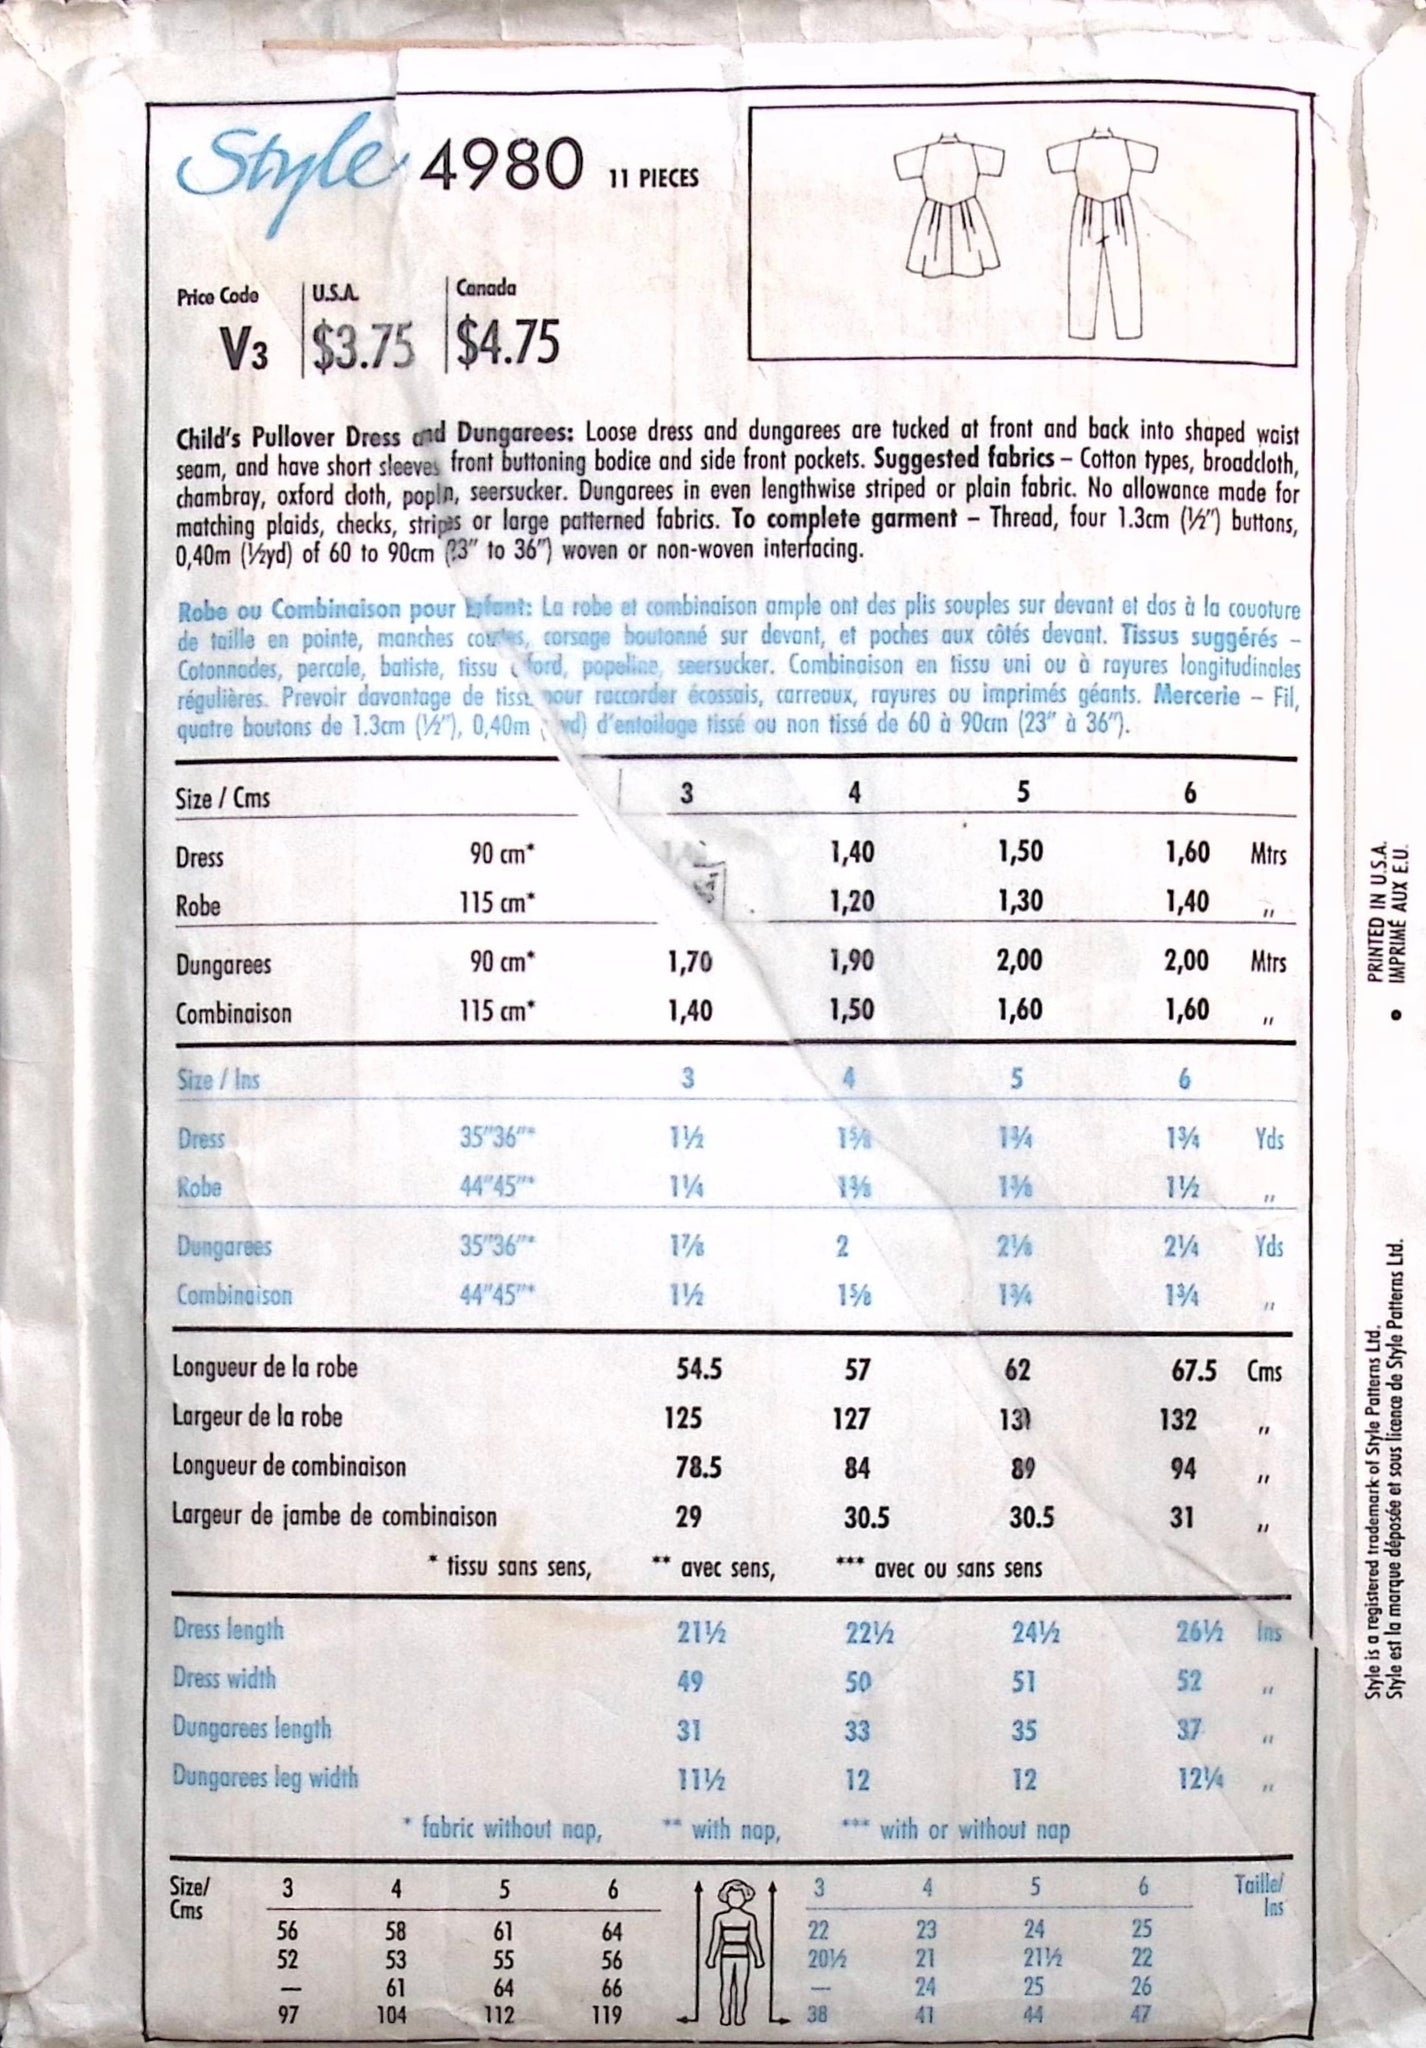 Style 4980 11 PIECES
Price Code U.S.A. Canada
V3 $3.75 $4.75
Child's Pullover Dress and Dungarees: Loose dress and dungarees are tucked at front and back into shaped waist
seam, and have short sleeves front buttoning bodice and side front pockets. Suggested fabrics – Cotton types, broadcloth,
chambray, oxford cloth, poplin, seersucker. Dungarees in even lengthwise striped or plain fabric. No allowance made for
matching plaids, checks, stripes or large patterned fabrics. To complete garment – Thread, four 1.3cm (½") buttons,
0,40m (½yd) of 60 to 90cm (23" to 36") woven or non-woven interfacing.
Robe ou Combinaison pour Enfant: La robe et combinaison ample ont des plis souples sur devant et dos à la couoture
de taille en pointe, manches courtes, corsage boutonné sur devant, et poches aux côtés devant. Tissus suggérés –
Cotonnades, percale, batiste, tissu oxford, popeline, seersucker. Combinaison en tissu uni ou à rayures longitudinales
régulières. Prevoir davantage de tissu pour raccorder écossais, carreaux, rayures ou imprimés géants. Mercerie – Fil,
quatre boutons de 1.3cm (½"), 0,40m yd) d'entoilage tissé ou non tissé de 60 à 90cm (23" à 36").
Size / Cms 3 4 5 6
Dress 90 cm* 1,40 1,50 1,60 Mtrs
Robe 115 cm* 1,20 1,30 1,40 "
Dungarees 90 cm* 1,70 1,90 2,00 2,00 Mtrs
Combinaison 115 cm* 1,40 1,50 1,60 1,60 "
Size / Ins 3 4 5 6
Dress 35"36"* 1½ 1⅝ 1¾ 1¾ Yds
Robe 44"45"* 1¼ 1⅜ 1⅜ 1½ "
Dungarees 35"36"* 1⅞ 2 2⅛ 2¼ Yds
Combinaison 44"45"* 1½ 1⅝ 1¾ 1¾ "
Longueur de la robe 54.5 57 62 67.5 Cms
Largeur de la robe 125 127 131 132 "
Longueur de combinaison 78.5 84 89 94 "
Largeur de jambe de combinaison 29 30.5 30.5 31 "
* tissu sans sens, ** avec sens, *** avec ou sans sens
Dress length 21½ 22½ 24½ 26½ Ins
Dress width 49 50 51 52 "
Dungarees length 31 33 35 37 "
Dungarees leg width 11½ 12 12 12¼ "
* fabric without nap, ** with nap, *** with or without nap
Size/ Cms 3 4 5 6 3 4 5 6 Taille/ Ins
56 58 61 64 22 23 24 25
52 53 55 56 20½ 21 21½ 22
— 61 64 66 — 24 25 26
97 104 112 119 38 41 44 47
Style is a registered trademark of Style Patterns Ltd. PRINTED IN U.S.A.
Style est la marque déposée et sous licence de Style Patterns Ltd. • IMPRIMÉ AUX E.U.